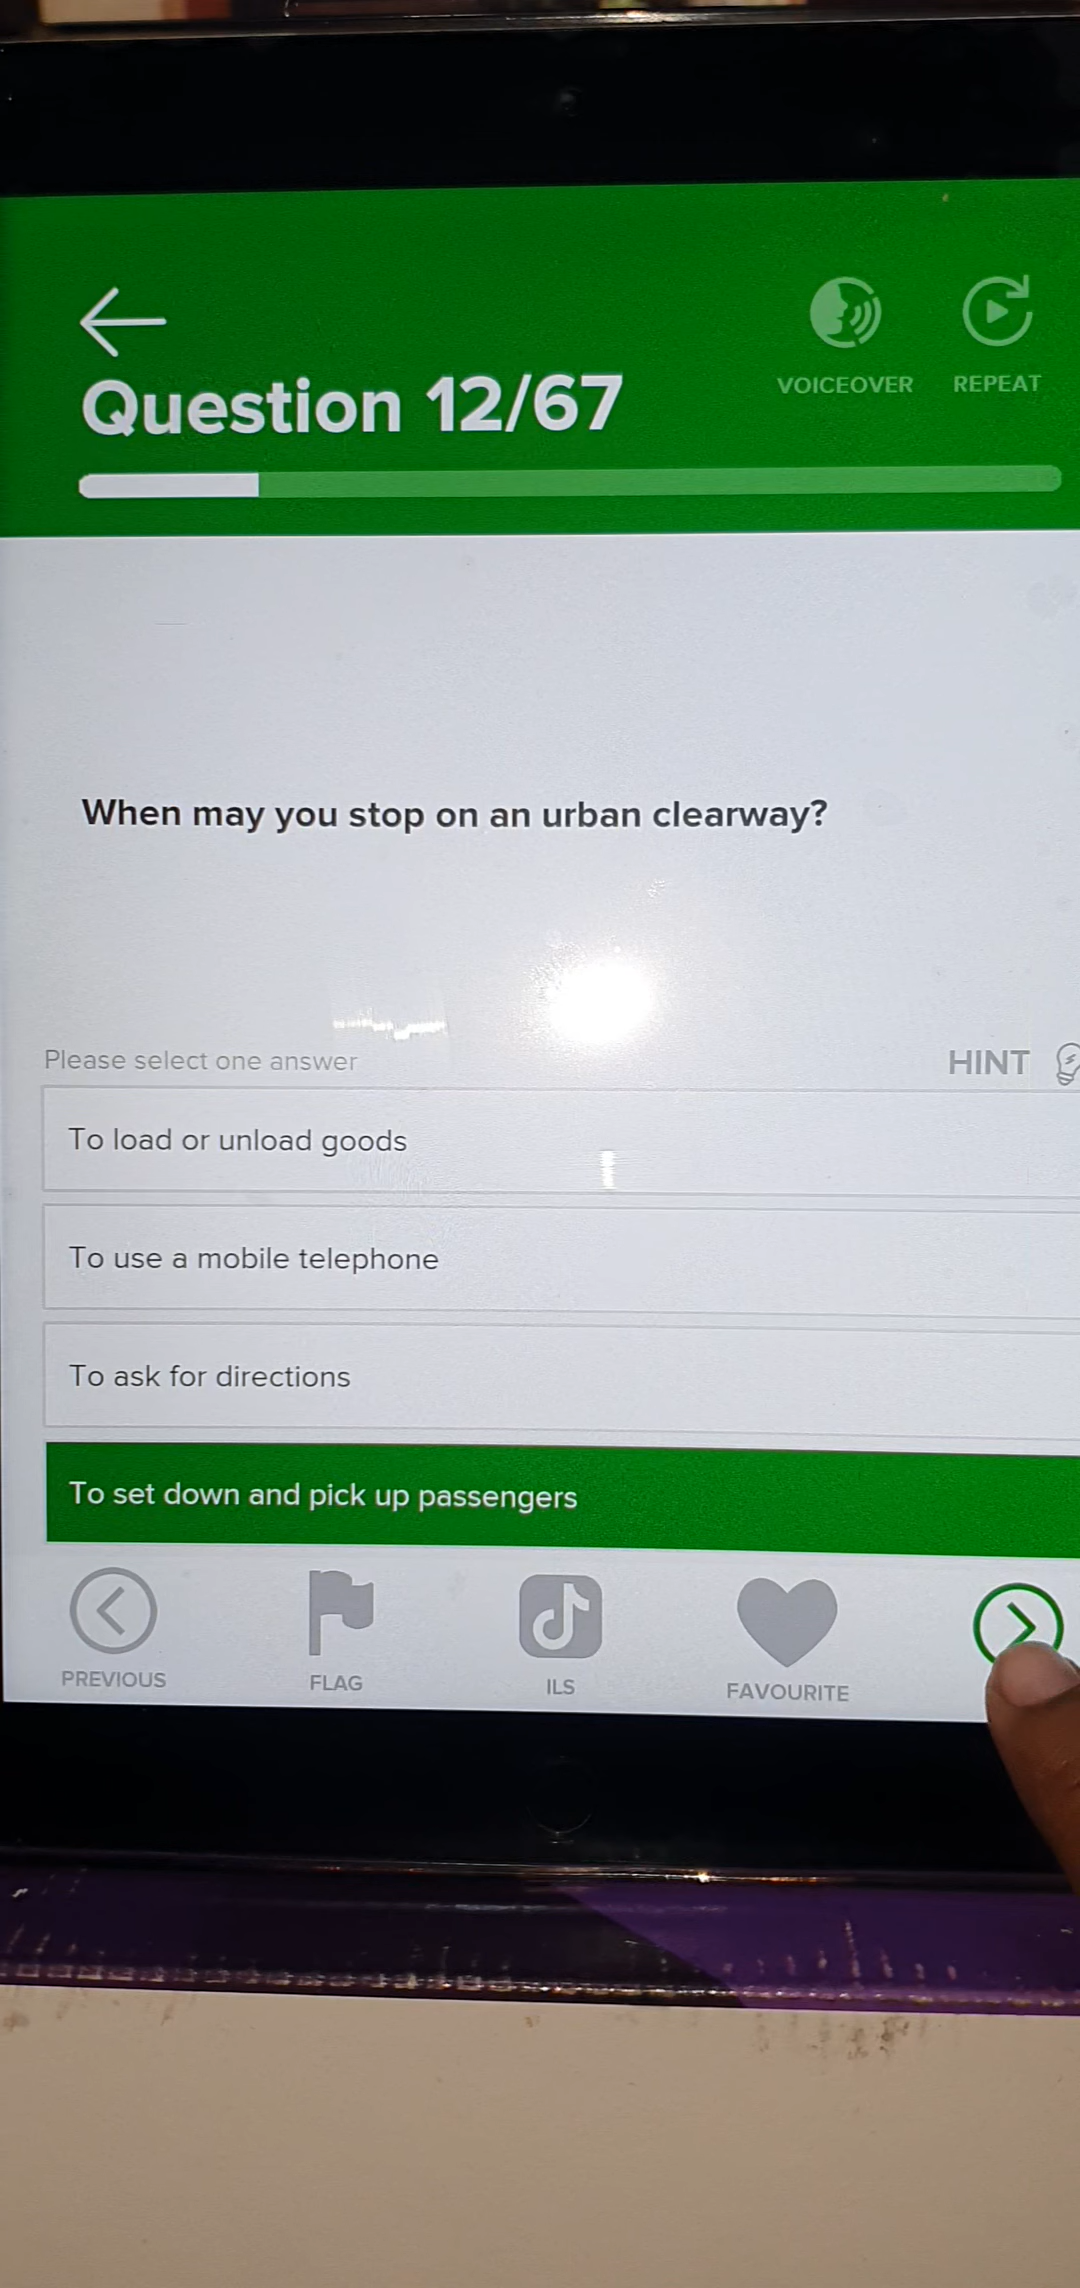 VOICEOVER REPEAT
Question 12/67
When may you stop on an urban clearway?
Please select one answer
HINT
To load or unload goods
To use a mobile telephone
To ask for directions
To set down and pick up passengers
PREVIOUS FLAG ILS FAVOURITE